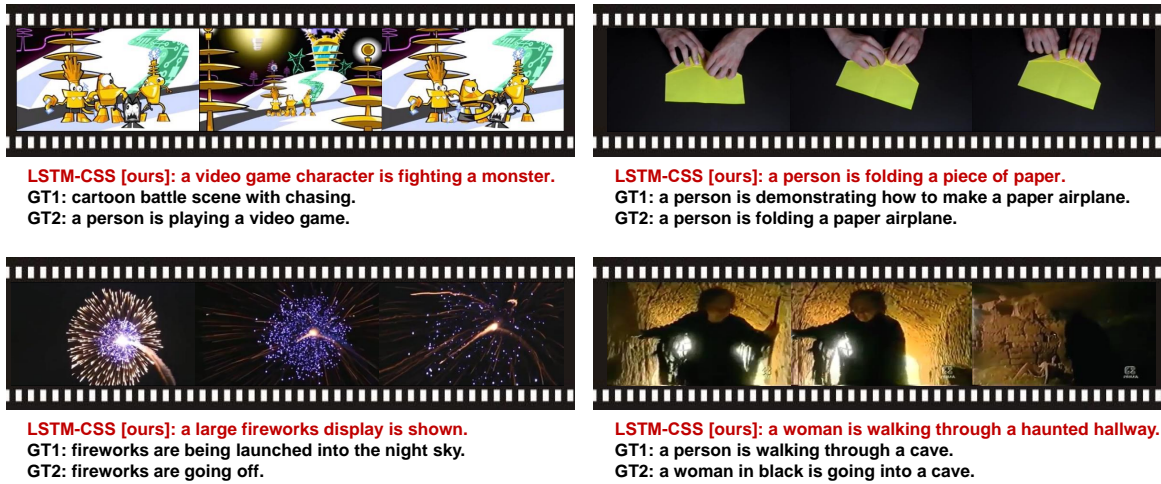 LSTM-CSS [ours]: a video game character is fighting a monster.
GT1: cartoon battle scene with chasing.
GT2: a person is playing a video game.
LSTM-CSS [ours]: a person is folding a piece of paper.
GT1: a person is demonstrating how to make a paper airplane.
GT2: a person is folding a paper airplane.
LSTM-CSS [ours]: a large fireworks display is shown.
GT1: fireworks are being launched into the night sky.
GT2: fireworks are going off.
LSTM-CSS [ours]: a woman is walking through a haunted hallway.
GT1: a person is walking through a cave.
GT2: a woman in black is going into a cave.